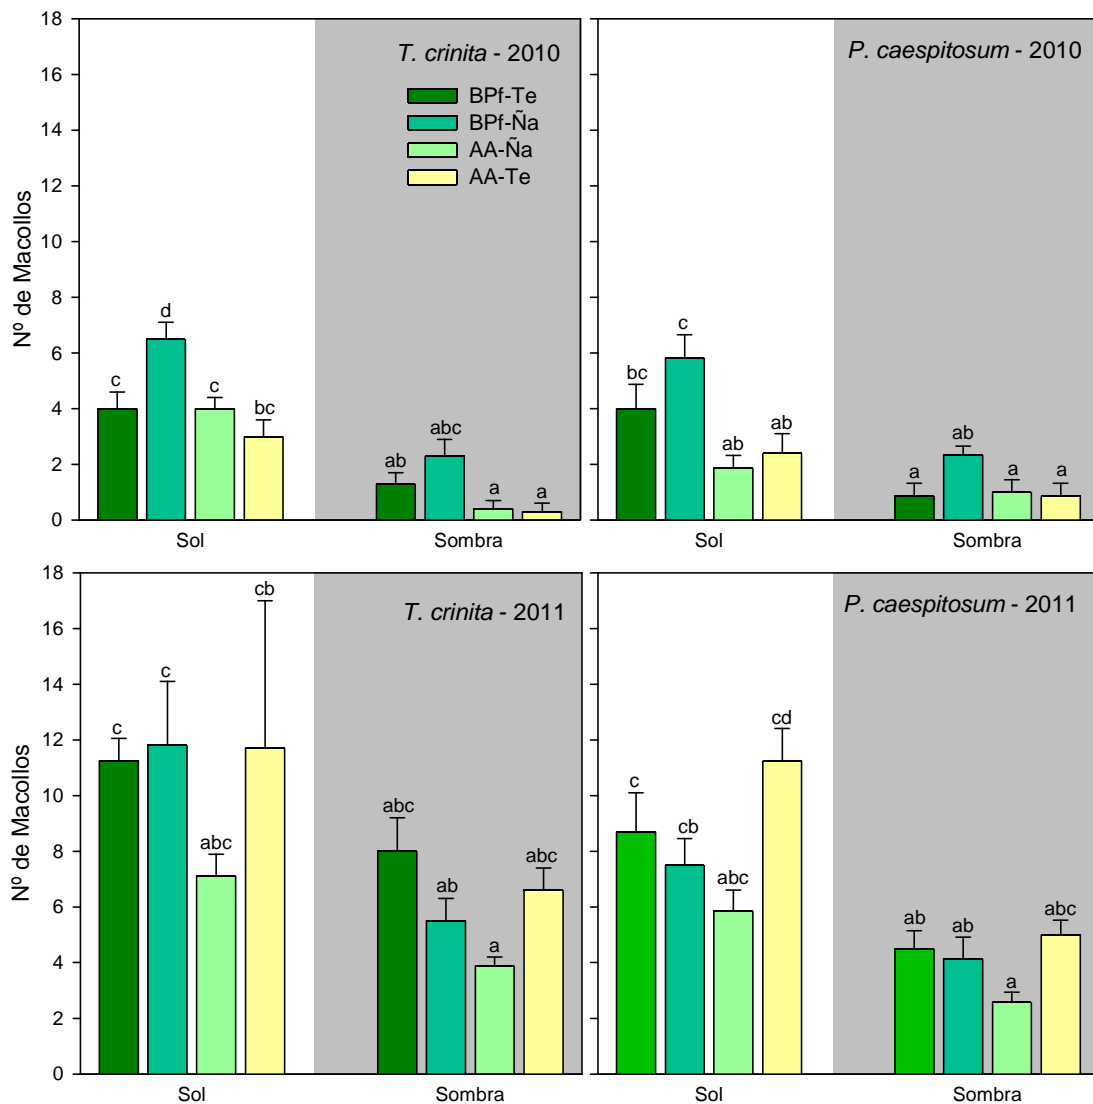 T. crinita - 2010
BPf-Te
BPf-Ña
AA-Ña
AA-Te
Nº de Macollos
18
16
14
12
10
8
6
4
2
0
c
d
c
bc
ab
abc
a
a
Sol
Sombra
P. caespitosum - 2010
bc
c
ab
ab
a
ab
a
a
Sol
Sombra
T. crinita - 2011
Nº de Macollos
18
16
14
12
10
8
6
4
2
0
c
c
abc
cb
abc
ab
a
abc
Sol
Sombra
P. caespitosum - 2011
c
cb
abc
cd
ab
ab
a
abc
Sol
Sombra